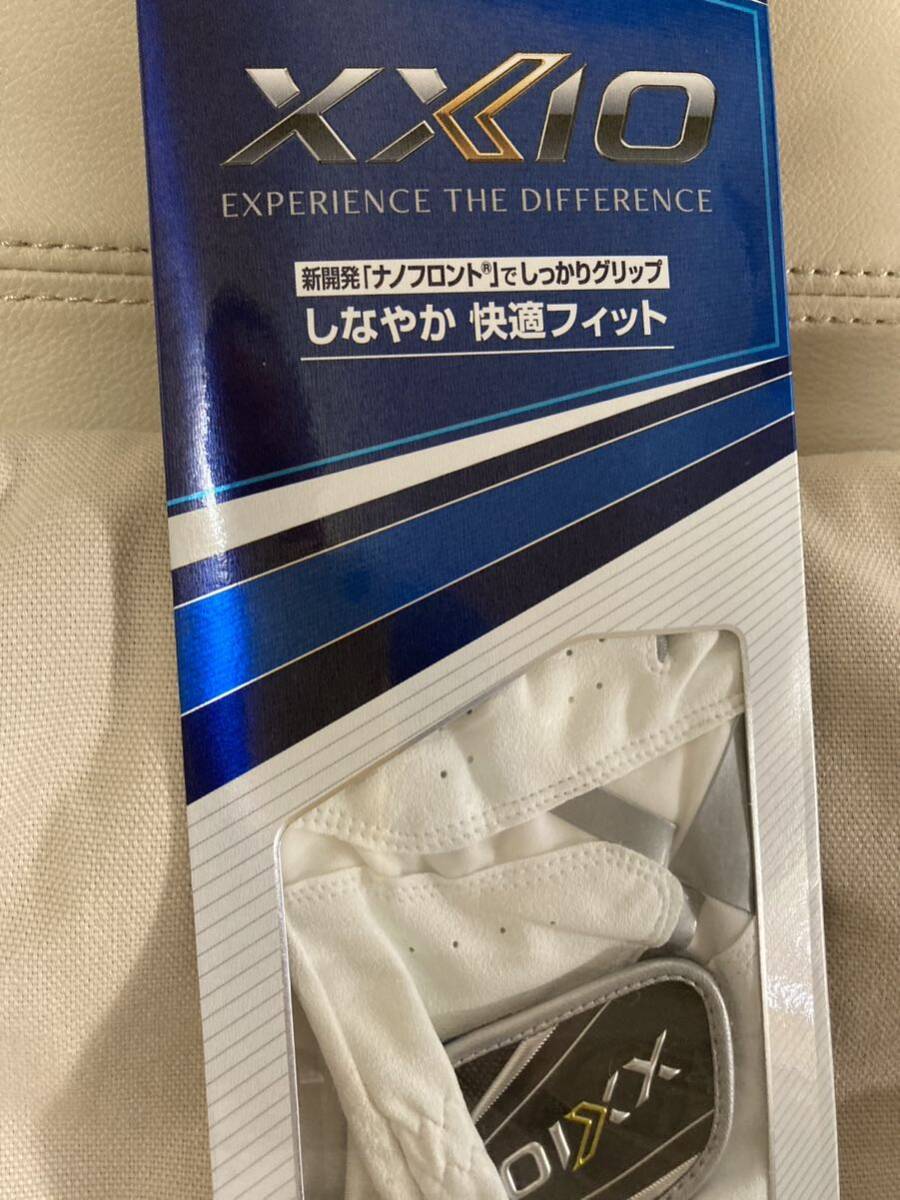 XXIO
EXPERIENCE THE DIFFERENCE
新開発「ナノフロント®」でしっかりグリップ
しなやか 快適フィット
XXIO